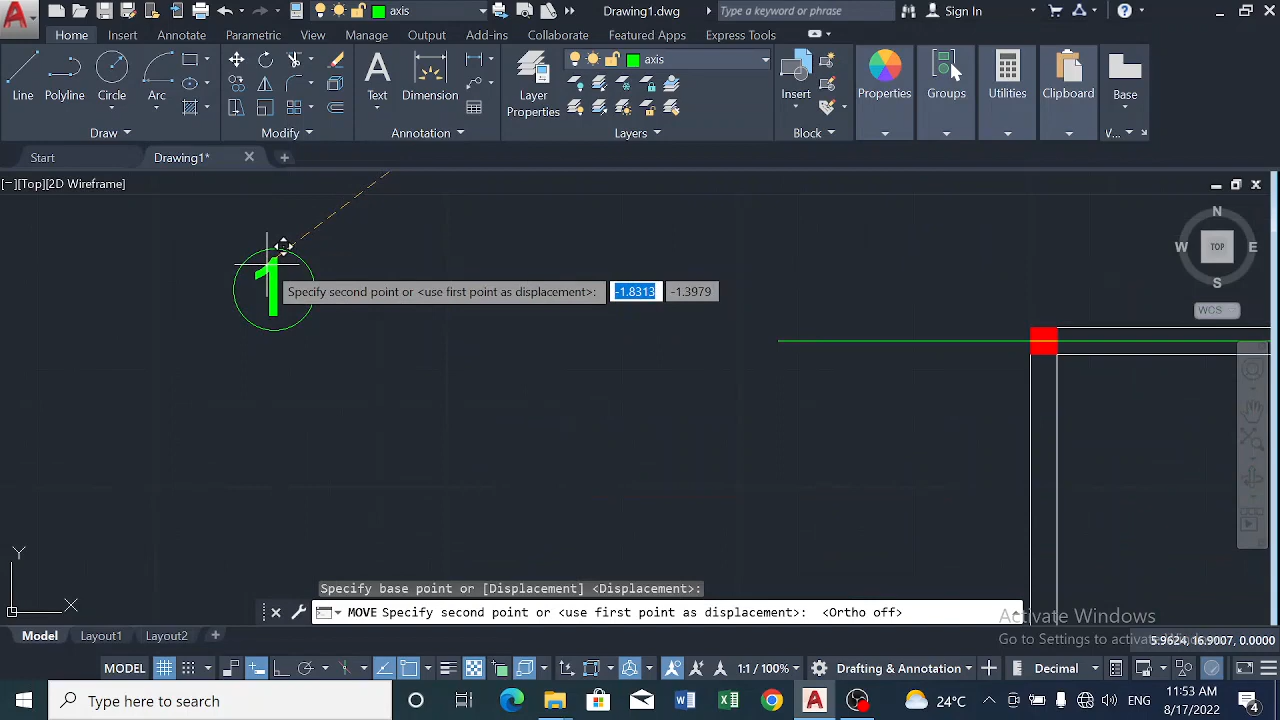 axis
Drawing1.dwg
Type a keyword or phrase
Sign In
Home Insert Annotate Parametric View Manage Output Add-ins Collaborate Featured Apps Express Tools
axis
Line Polyline Circle Arc
Text Dimension
Layer Properties
Insert
Properties Groups Utilities Clipboard Base
Draw Modify Annotation Layers Block V...
Start Drawing1*
[−][Top][2D Wireframe]
N
W TOP E
S
WCS
1
Specify second point or <use first point as displacement>: -1.8313 -1.3979
Y
X
Specify base point or [Displacement] <Displacement>:
MOVE Specify second point or <use first point as displacement>: <Ortho off>
Activate Windows
Go to Settings to activate
Model Layout1 Layout2
5.9624, 16.9907, 0.0000
MODEL 1:1 / 100% Drafting & Annotation Decimal
Type here to search
24°C
ENG
11:53 AM
8/17/2022